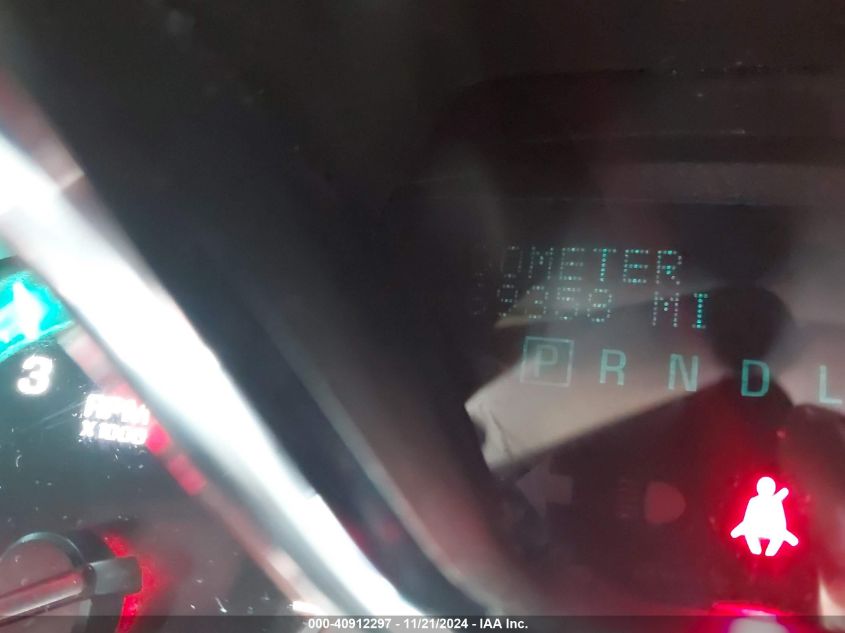 OMETER
MI
P R N D L
3
RPM
X 1000
000-40912297 - 11/21/2024 - IAA Inc.